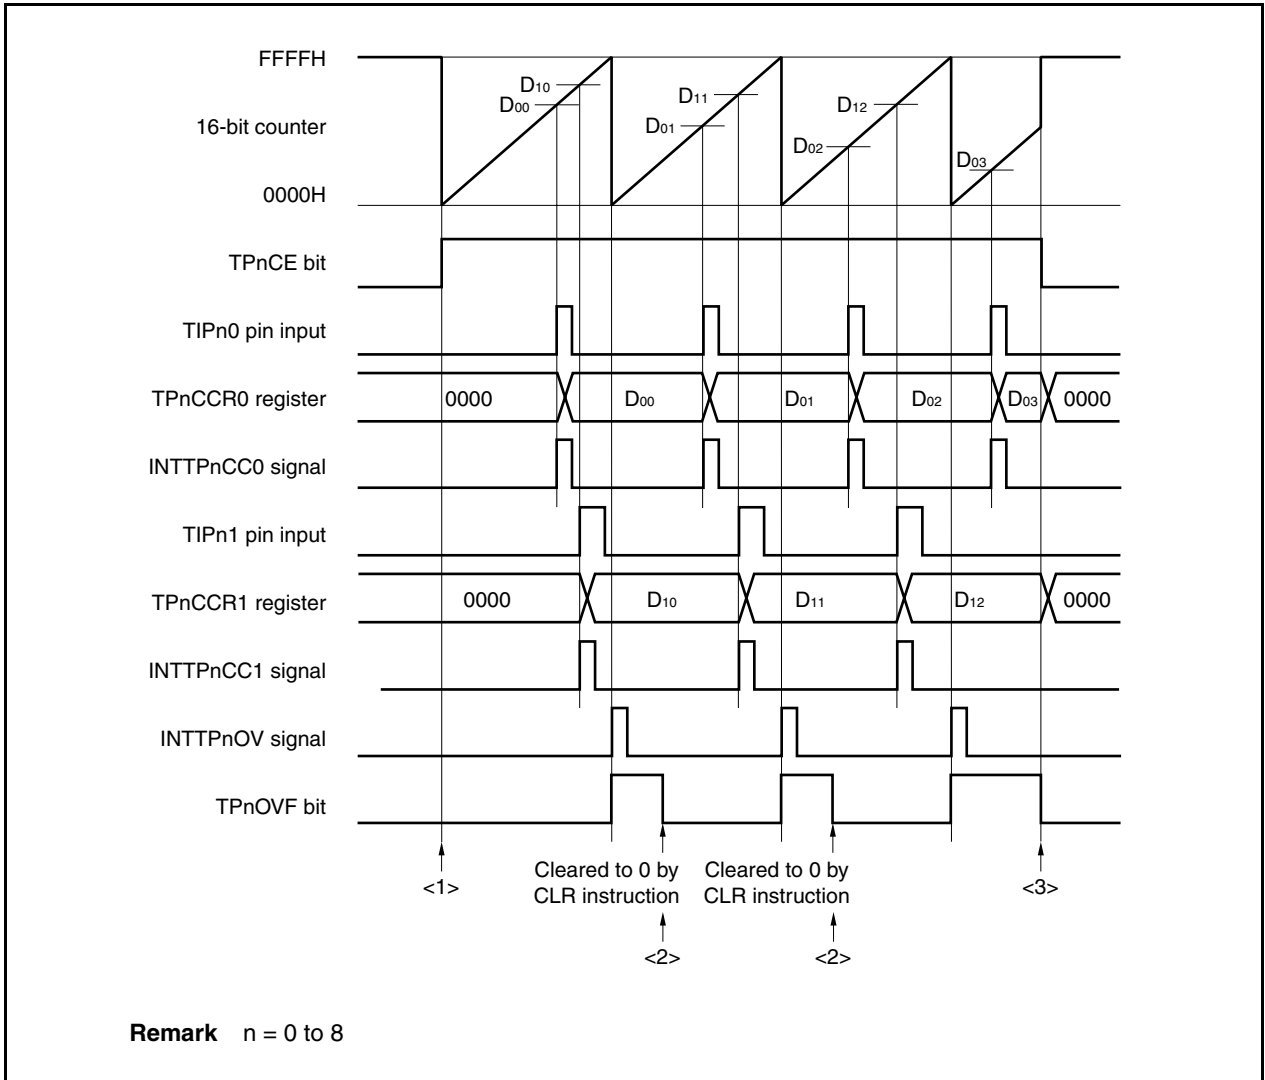 FFFFH
D10
D00
D11
D01
D12
D02
D03
16-bit counter
0000H
TPnCE bit
TIPn0 pin input
TPnCCR0 register
0000 D00 D01 D02 D03 0000
INTTPnCC0 signal
TIPn1 pin input
TPnCCR1 register
0000 D10 D11 D12 0000
INTTPnCC1 signal
INTTPnOV signal
TPnOVF bit
Cleared to 0 by
CLR instruction
Cleared to 0 by
CLR instruction
<1>
<3>
<2>
<2>
Remark n = 0 to 8